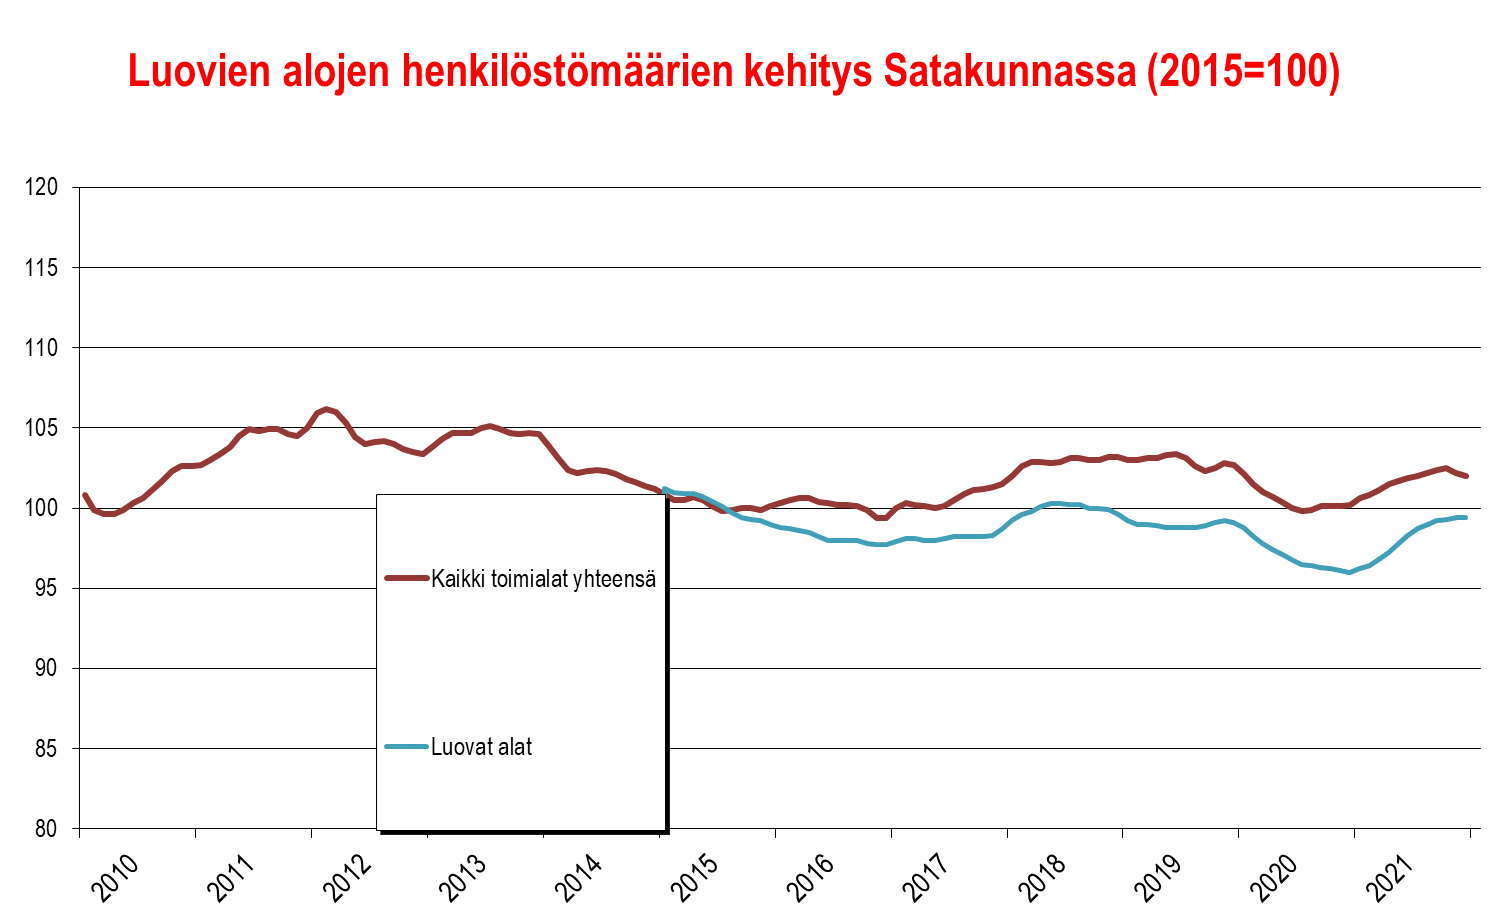 Luovien alojen henkilöstömäärien kehitys Satakunnassa (2015=100)
120
115
110
105
100
95
90
85
80
Kaikki toimialat yhteensä
Luovat alat
2010 2011 2012 2013 2014 2015 2016 2017 2018 2019 2020 2021